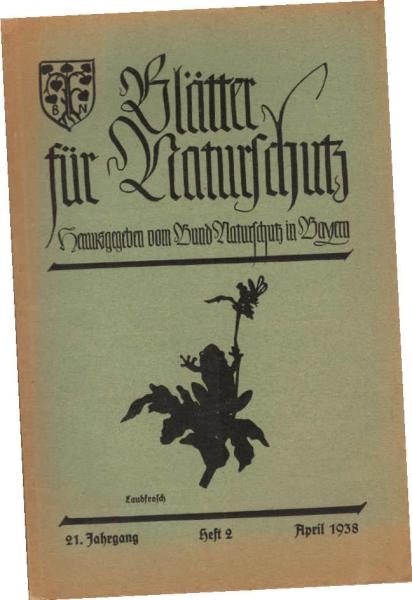 B N
Blätter
für Naturschutz
Herausgegeben vom Bund Naturschutz in Bayern
Laubfrosch
21. Jahrgang Heft 2 April 1938